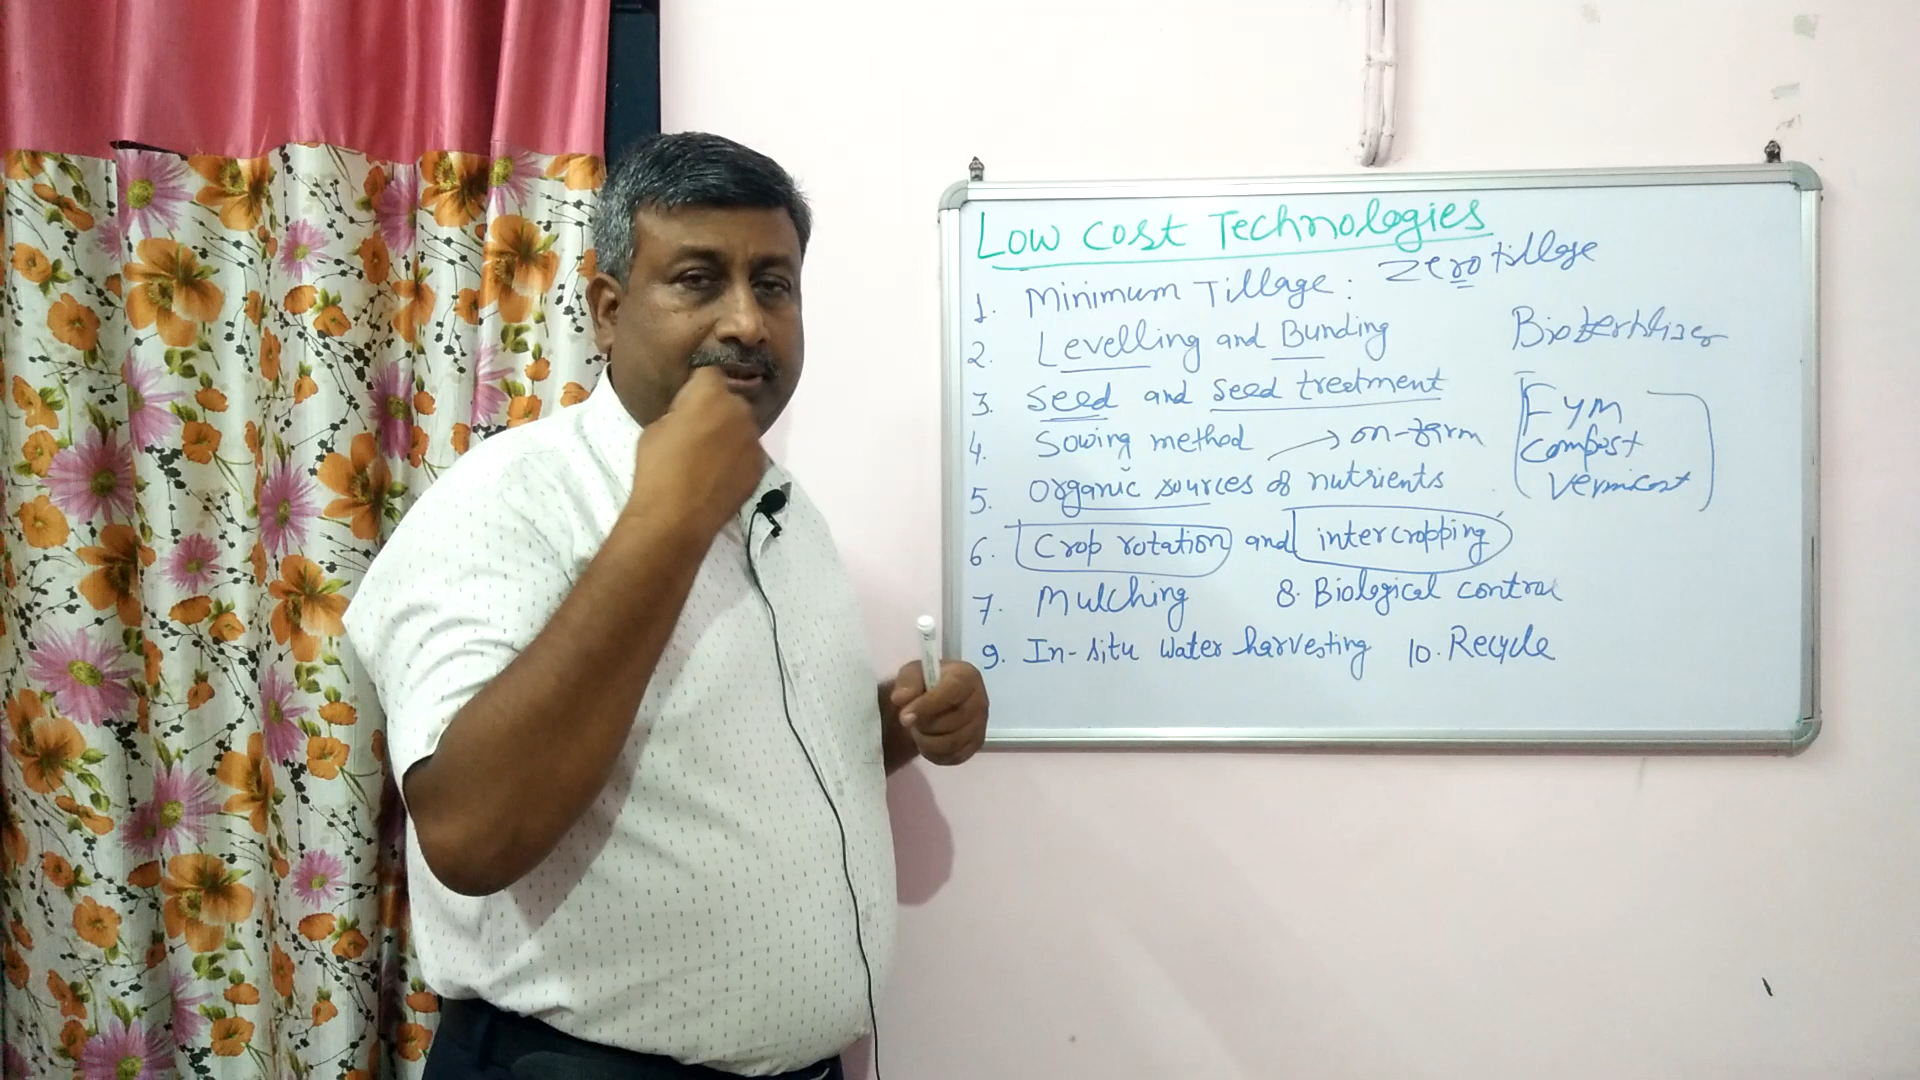 Low cost Technologies
1. Minimum Tillage: Zero tillage
2. Levelling and Bunding
Biofertilizer
3. Seed and seed treatment
FYM
4. Sowing method → on-farm
compost
5. Organic sources of nutrients
6. Crop rotation and intercropping
7. Mulching 8. Biological control
9. In-situ water harvesting 10. Recycle